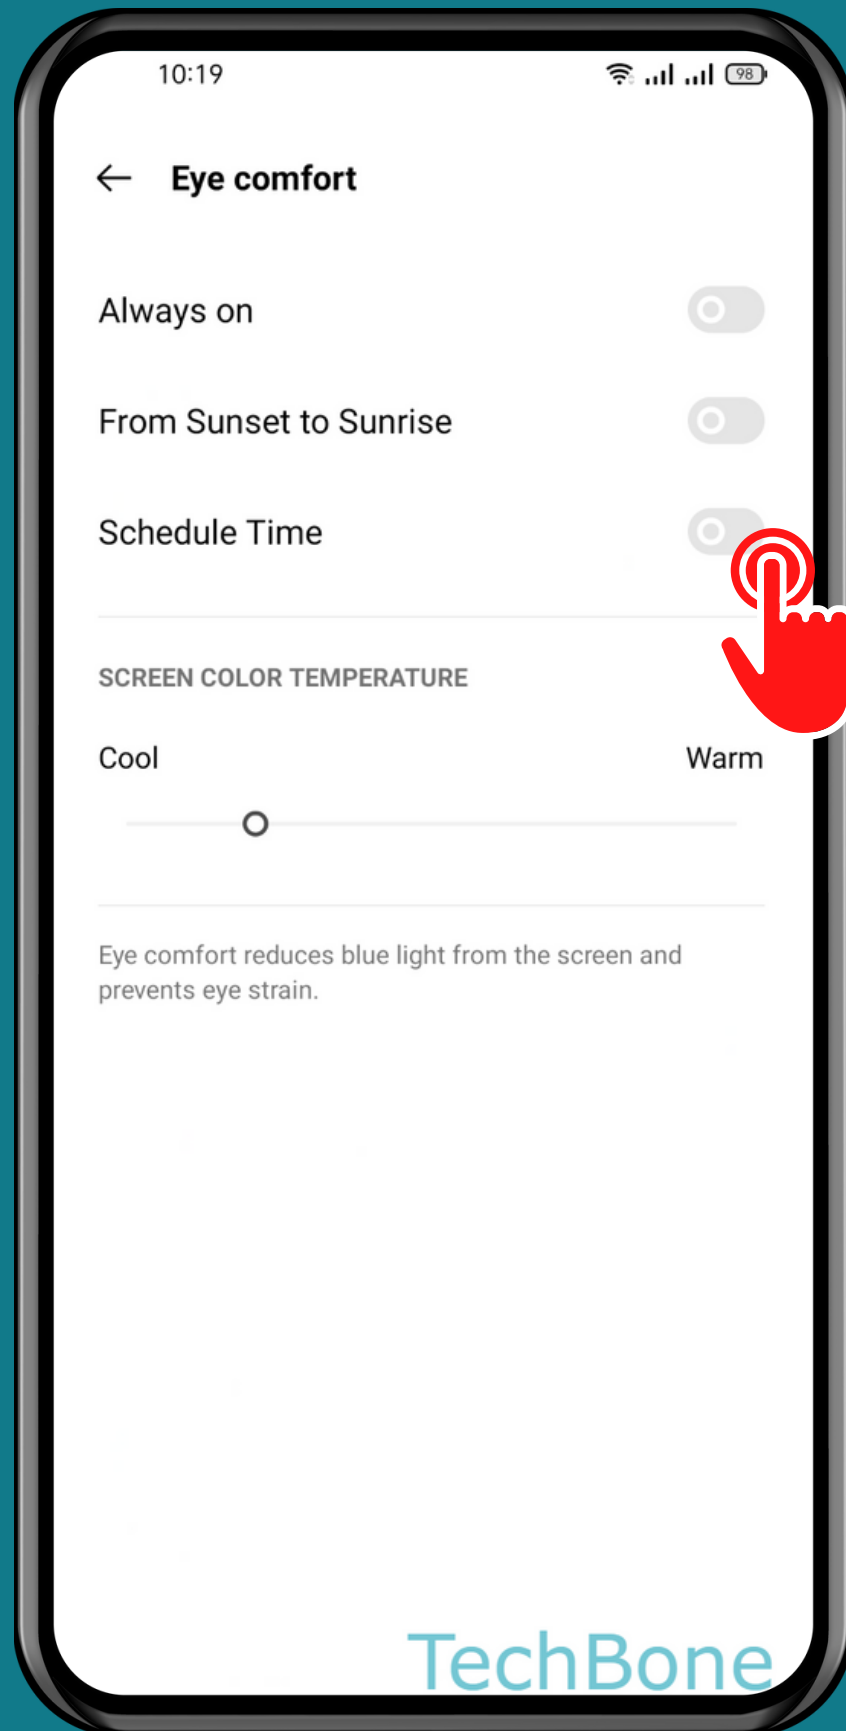 10:19
98
Eye comfort
Always on
From Sunset to Sunrise
Schedule Time
SCREEN COLOR TEMPERATURE
Cool
Warm
Eye comfort reduces blue light from the screen and
prevents eye strain.
TechBone